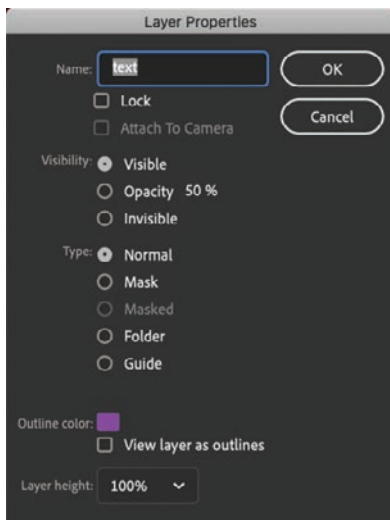 Layer Properties
Name: text
OK
Lock
Attach To Camera
Cancel
Visibility: Visible
Opacity 50 %
Invisible
Type: Normal
Mask
Masked
Folder
Guide
Outline color:
View layer as outlines
Layer height: 100%